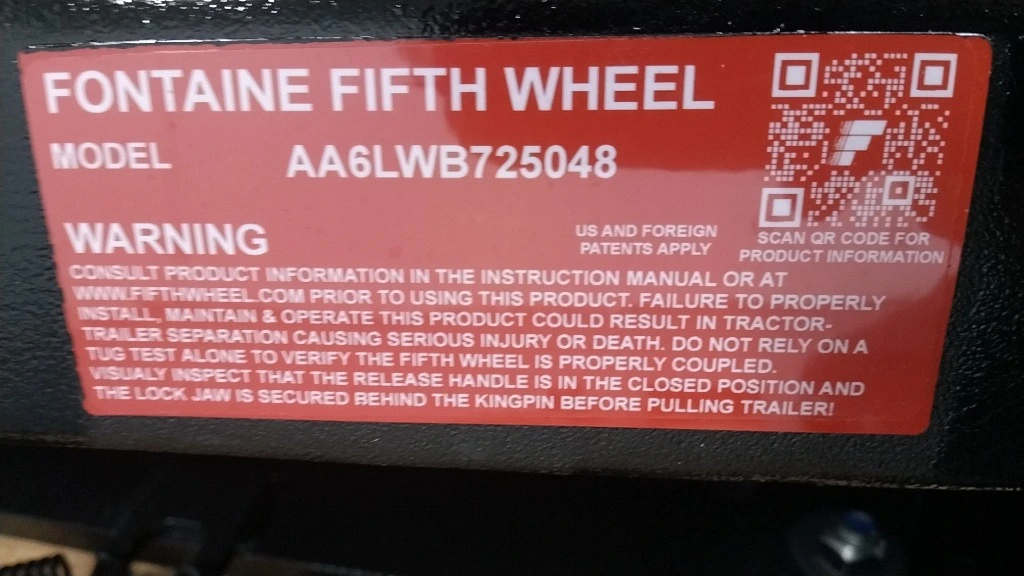 FONTAINE FIFTH WHEEL
MODEL AA6LWB725048
WARNING
US AND FOREIGN
PATENTS APPLY
SCAN QR CODE FOR
PRODUCT INFORMATION
CONSULT PRODUCT INFORMATION IN THE INSTRUCTION MANUAL OR AT
WWW.FIFTHWHEEL.COM PRIOR TO USING THIS PRODUCT. FAILURE TO PROPERLY
INSTALL, MAINTAIN & OPERATE THIS PRODUCT COULD RESULT IN TRACTOR-
TRAILER SEPARATION CAUSING SERIOUS INJURY OR DEATH. DO NOT RELY ON A
TUG TEST ALONE TO VERIFY THE FIFTH WHEEL IS PROPERLY COUPLED.
VISUALY INSPECT THAT THE RELEASE HANDLE IS IN THE CLOSED POSITION AND
THE LOCK JAW IS SECURED BEHIND THE KINGPIN BEFORE PULLING TRAILER!